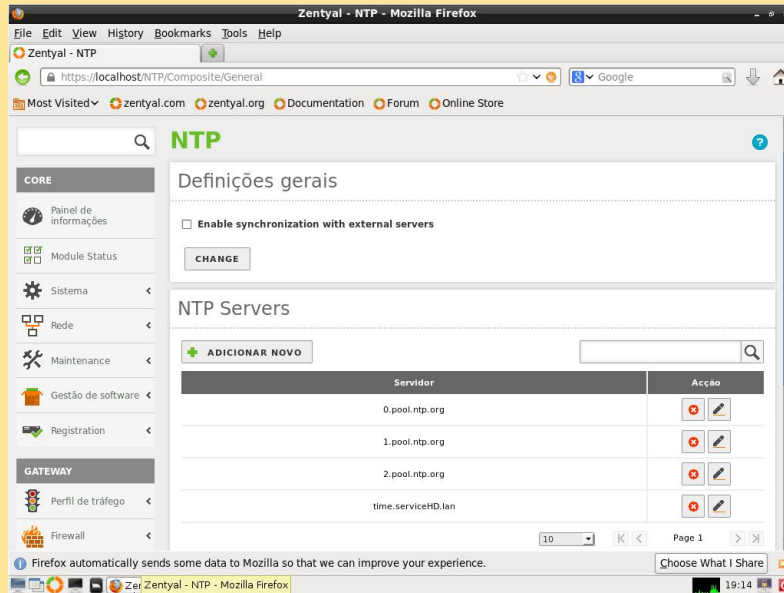 Zentyal - NTP - Mozilla Firefox
File Edit View History Bookmarks Tools Help
Zentyal - NTP
https://localhost/NTP/Composite/General
Google
Most Visited zentyal.com zentyal.org Documentation Forum Online Store
NTP
?
CORE
Painel de informações
Module Status
Sistema
Rede
Maintenance
Gestão de software
Registration
GATEWAY
Perfil de tráfego
Firewall
Definições gerais
Enable synchronization with external servers
CHANGE
NTP Servers
ADICIONAR NOVO
Servidor Acção
0.pool.ntp.org
1.pool.ntp.org
2.pool.ntp.org
time.serviceHD.lan
10 Page 1
Firefox automatically sends some data to Mozilla so that we can improve your experience. Choose What I Share
Zer Zentyal - NTP - Mozilla Firefox 19:14